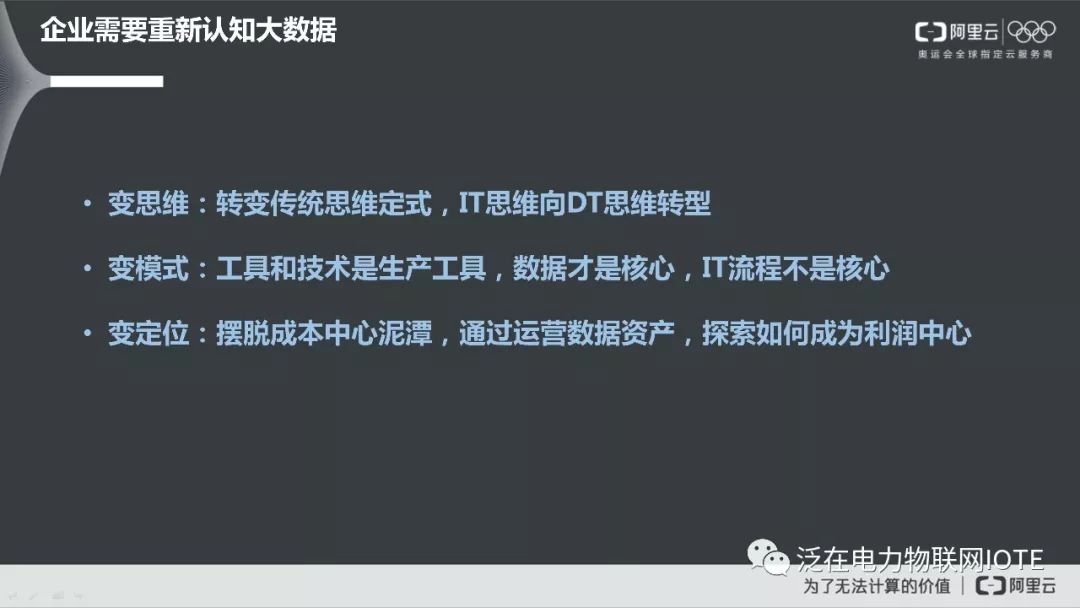 企业需要重新认知大数据
阿里云
奥运会全球指定云服务商
• 变思维：转变传统思维定式，IT思维向DT思维转型
• 变模式：工具和技术是生产工具，数据才是核心，IT流程不是核心
• 变定位：摆脱成本中心泥潭，通过运营数据资产，探索如何成为利润中心
泛在电力物联网IOTE
为了无法计算的价值 | 阿里云